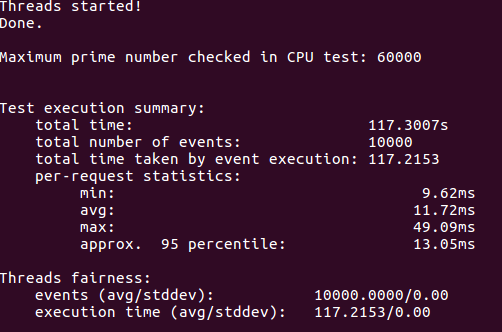 Threads started!
Done.
Maximum prime number checked in CPU test: 60000
Test execution summary:
total time: 117.3007s
total number of events: 10000
total time taken by event execution: 117.2153
per-request statistics:
min: 9.62ms
avg: 11.72ms
max: 49.09ms
approx. 95 percentile: 13.05ms
Threads fairness:
events (avg/stddev): 10000.0000/0.00
execution time (avg/stddev): 117.2153/0.00